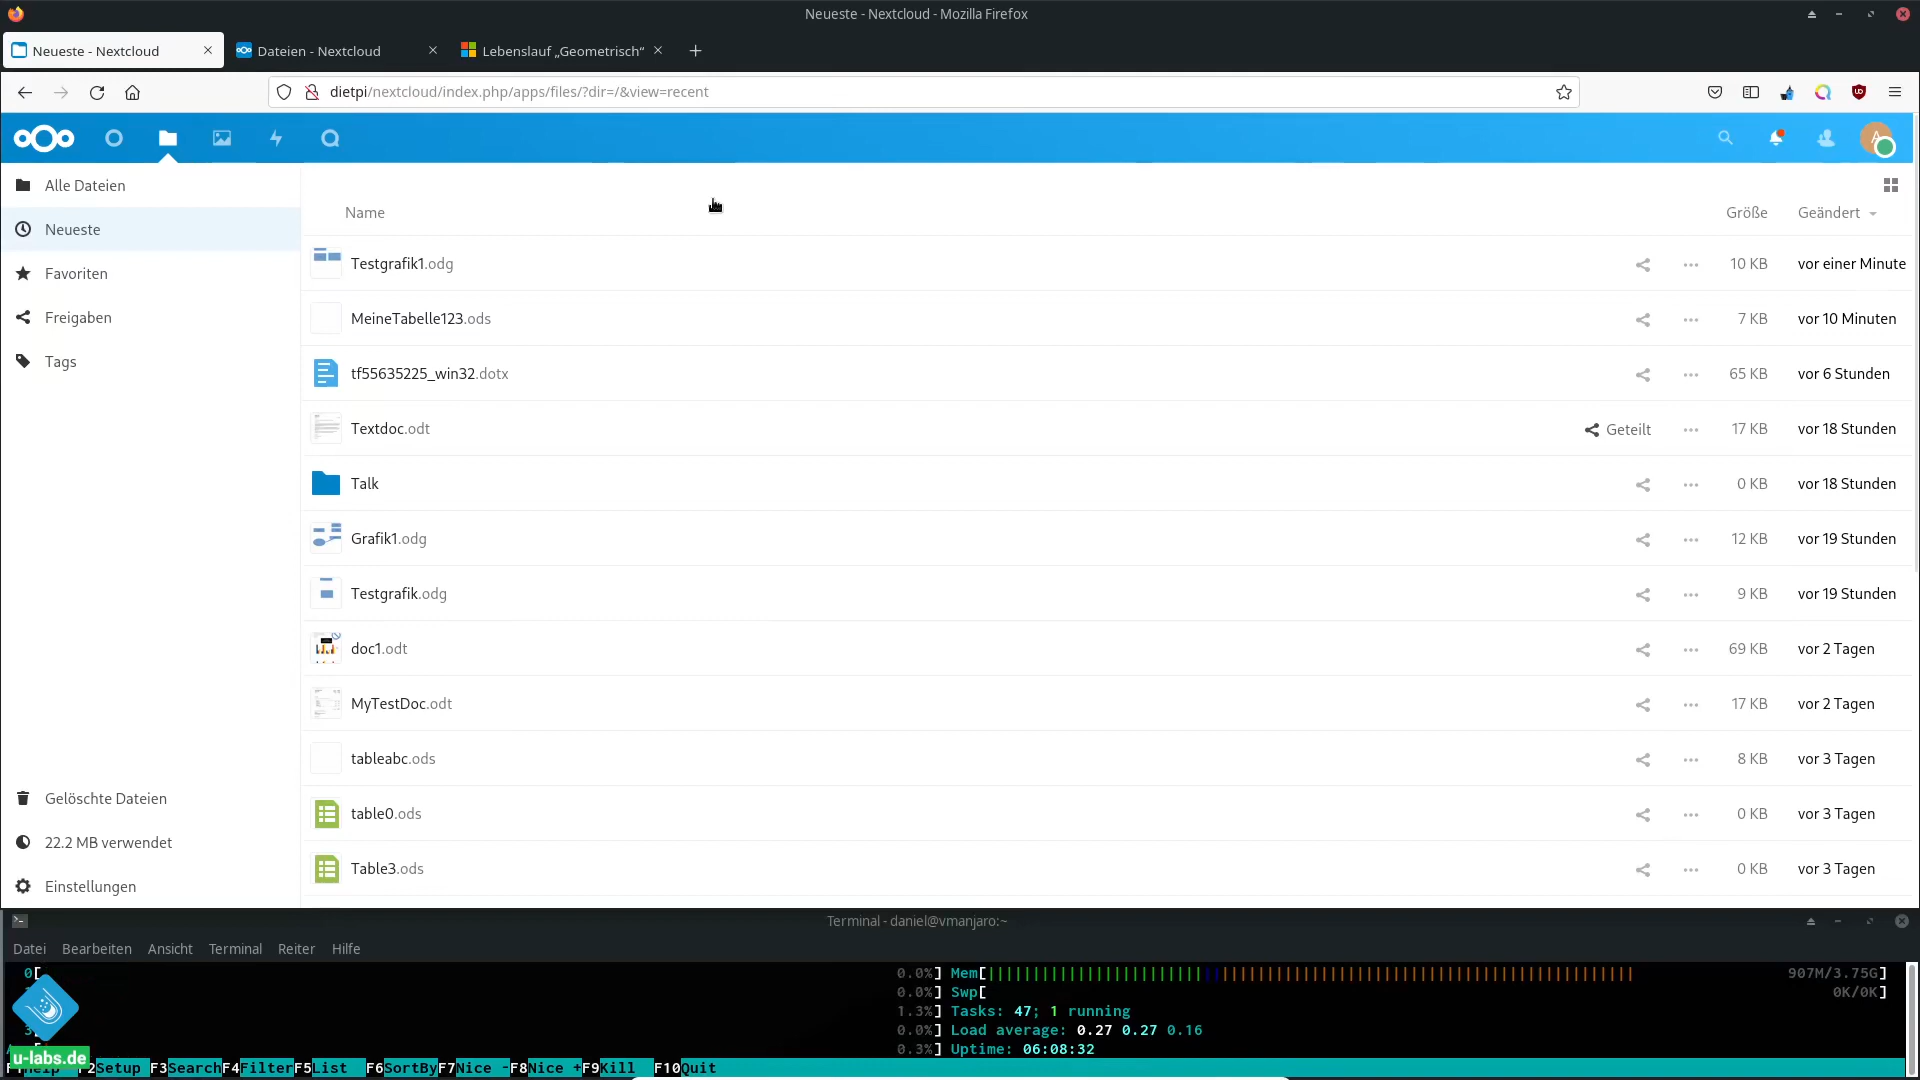 Neueste - Nextcloud - Mozilla Firefox
Neueste - Nextcloud
Dateien - Nextcloud
Lebenslauf „Geometrisch“
dietpi/nextcloud/index.php/apps/files/?dir=/&view=recent
A
Alle Dateien
Neueste
Favoriten
Freigaben
Tags
Name Größe Geändert
Testgrafik1.odg 10 KB vor einer Minute
MeineTabelle123.ods 7 KB vor 10 Minuten
tf55635225_win32.dotx 65 KB vor 6 Stunden
Textdoc.odt Geteilt 17 KB vor 18 Stunden
Talk 0 KB vor 18 Stunden
Grafik1.odg 12 KB vor 19 Stunden
Testgrafik.odg 9 KB vor 19 Stunden
doc1.odt 69 KB vor 2 Tagen
MyTestDoc.odt 17 KB vor 2 Tagen
tableabc.ods 8 KB vor 3 Tagen
table0.ods 0 KB vor 3 Tagen
Table3.ods 0 KB vor 3 Tagen
Gelöschte Dateien
22.2 MB verwendet
Einstellungen
Terminal - daniel@vmanjaro:~
Datei Bearbeiten Ansicht Terminal Reiter Hilfe
0[ 0.0%] Mem[ 907M/3.75G]
0.0%] Swp[ 0K/0K]
1.3%] Tasks: 47; 1 running
3[ 0.0%] Load average: 0.27 0.27 0.16
0.3%] Uptime: 06:08:32
u-labs.de
F2Setup F3SearchF4FilterF5List F6SortByF7Nice -F8Nice +F9Kill F10Quit